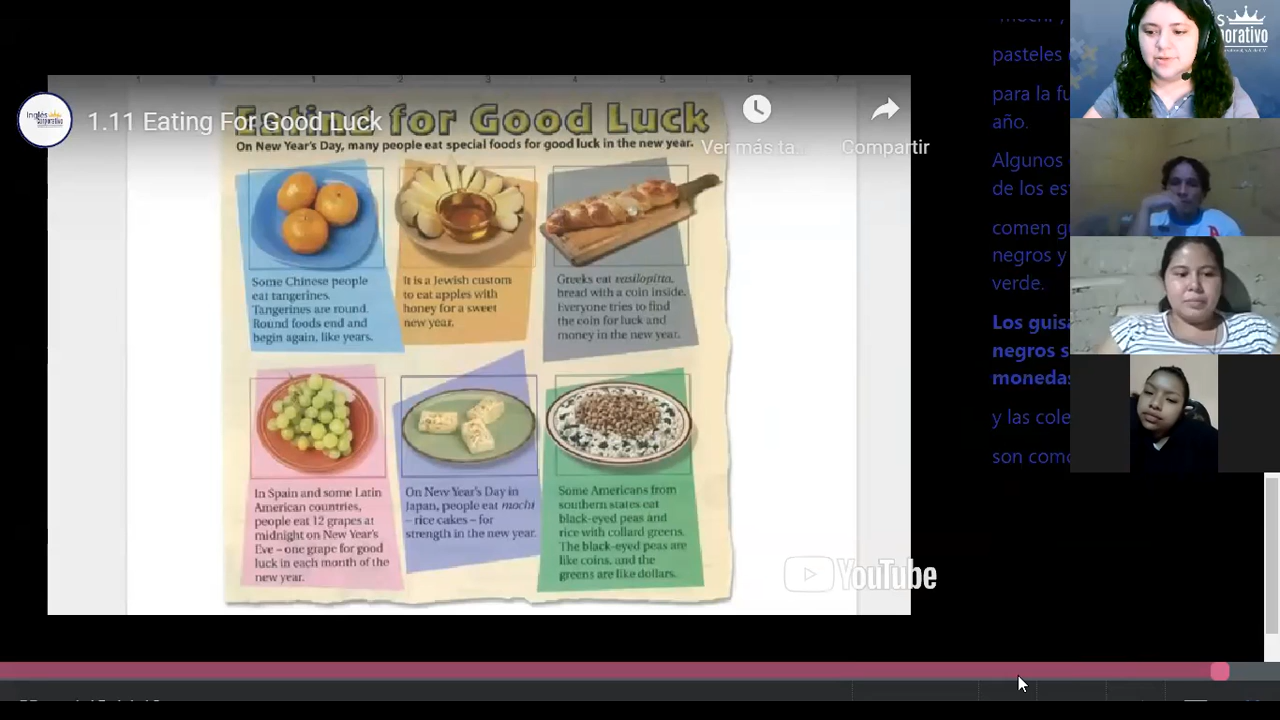 1.11 Eating For Good Luck
Eating for Good Luck
On New Year's Day, many people eat special foods for good luck in the new year.
Ver más ta...
Compartir
Some Chinese people
eat tangerines.
Tangerines are round.
Round foods end and
begin again, like years.
It is a Jewish custom
to eat apples with
honey for a sweet
new year.
Greeks eat vasilopitta,
bread with a coin inside.
Everyone tries to find
the coin for luck and
money in the new year.
In Spain and some Latin
American countries,
people eat 12 grapes at
midnight on New Year's
Eve – one grape for good
luck in each month of the
new year.
On New Year's Day in
Japan, people eat mochi
– rice cakes – for
strength in the new year.
Some Americans from
southern states eat
black-eyed peas and
rice with collard greens.
The black-eyed peas are
like coins, and the
greens are like dollars.
YouTube
pasteles
para la
año.
Algunos
de los
comen
negros y
verde.
Los
negros
y las
son